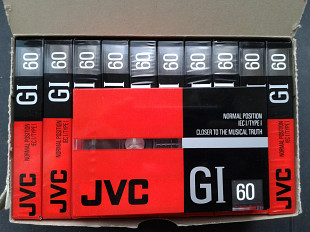 60
60
60
60
60
60
60
60
60
60
GI
GI
NORMAL POSITION
IEC I/TYPE I
NORMAL POSITION
IEC I/TYPE I
JVC
JVC
NORMAL POSITION
IEC I/TYPE I
CLOSER TO THE MUSICAL TRUTH
JVC
GI 60